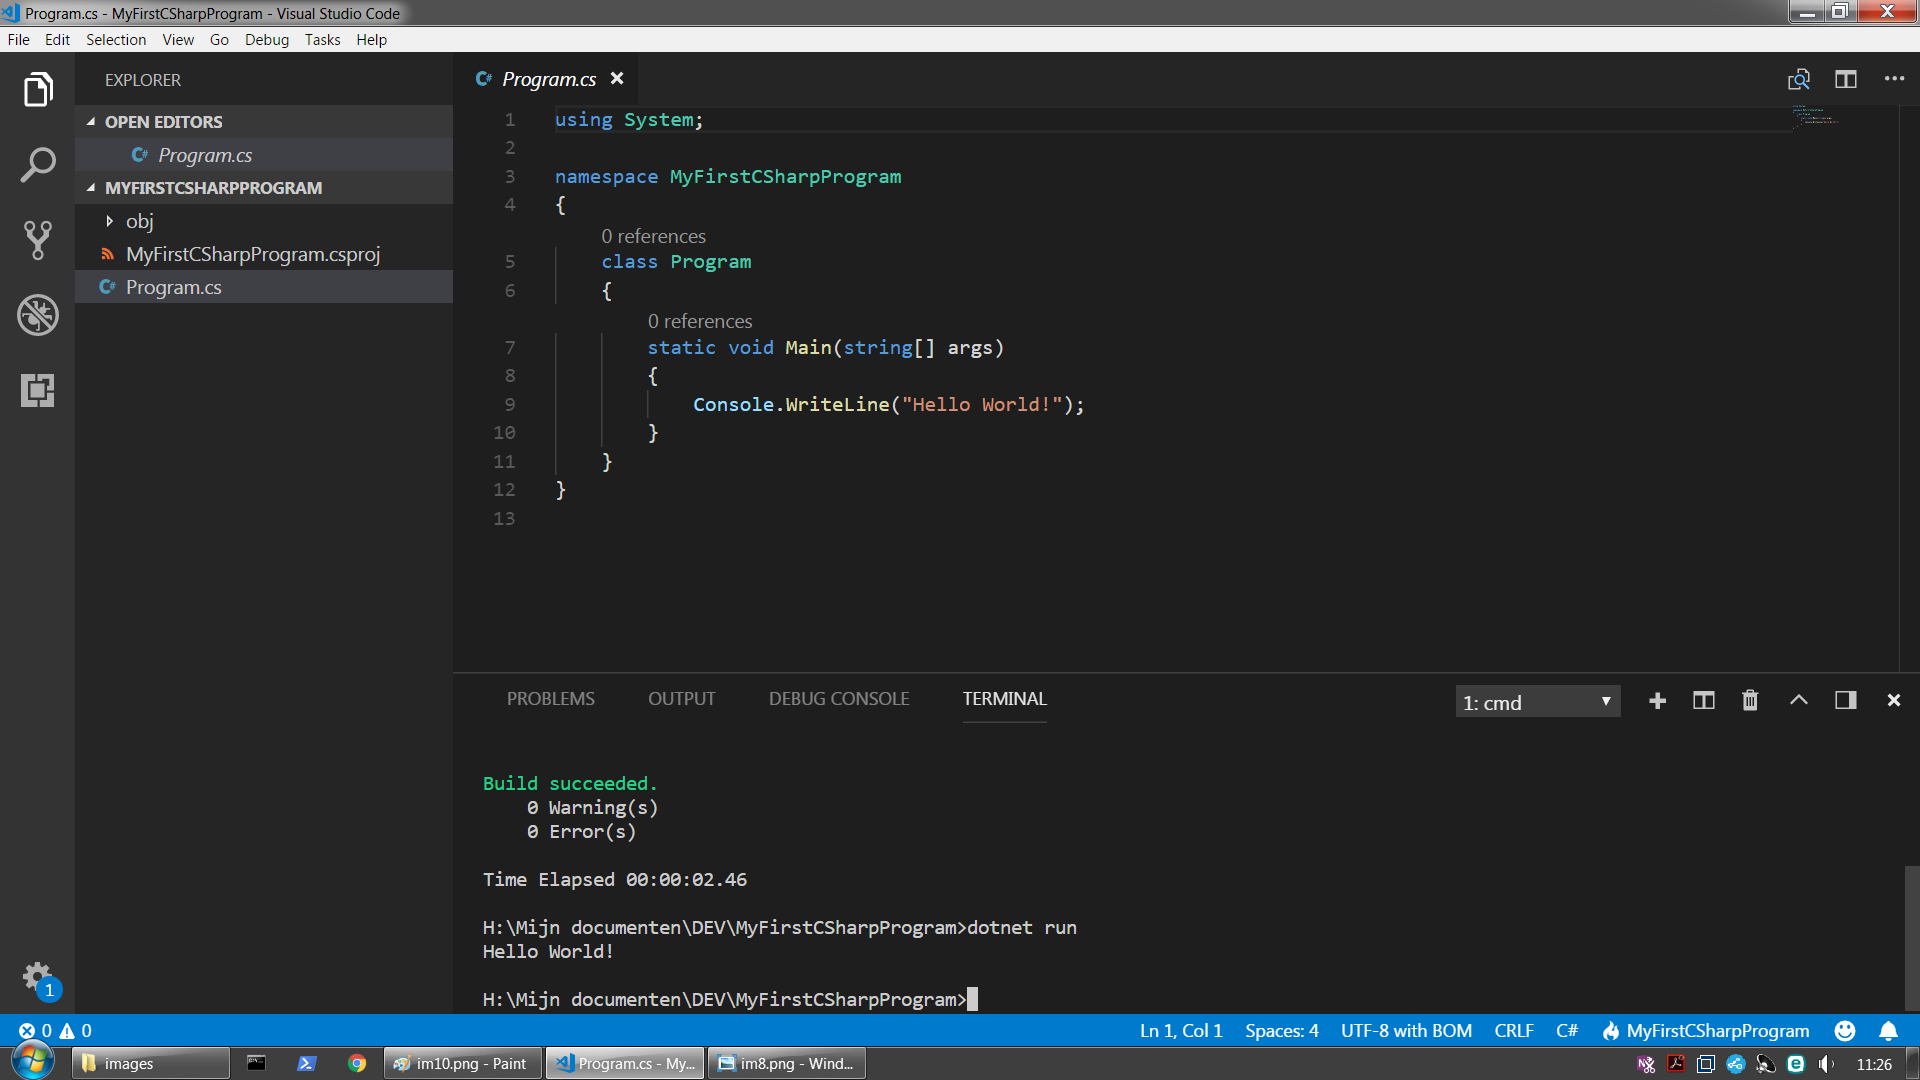 Program.cs - MyFirstCSharpProgram - Visual Studio Code
File Edit Selection View Go Debug Tasks Help
EXPLORER
OPEN EDITORS
C# Program.cs
MYFIRSTCSHARPPROGRAM
obj
MyFirstCSharpProgram.csproj
C# Program.cs
C# Program.cs
1 using System;
2
3 namespace MyFirstCSharpProgram
4 {
0 references
5 class Program
6 {
0 references
7 static void Main(string[] args)
8 {
9 Console.WriteLine("Hello World!");
10 }
11 }
12 }
13
PROBLEMS OUTPUT DEBUG CONSOLE TERMINAL 1: cmd
Build succeeded.
0 Warning(s)
0 Error(s)
Time Elapsed 00:00:02.46
H:\Mijn documenten\DEV\MyFirstCSharpProgram>dotnet run
Hello World!
H:\Mijn documenten\DEV\MyFirstCSharpProgram>
1
0 0 Ln 1, Col 1 Spaces: 4 UTF-8 with BOM CRLF C# MyFirstCSharpProgram
images im10.png - Paint Program.cs - My... im8.png - Wind... 11:26